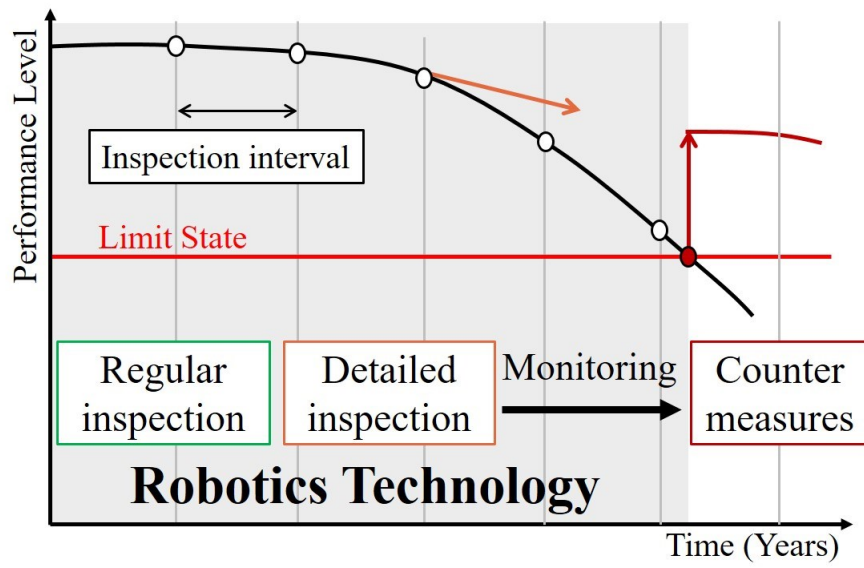 Performance Level
Inspection interval
Limit State
Regular
inspection
Detailed
inspection
Monitoring
Counter
measures
Robotics Technology
Time (Years)